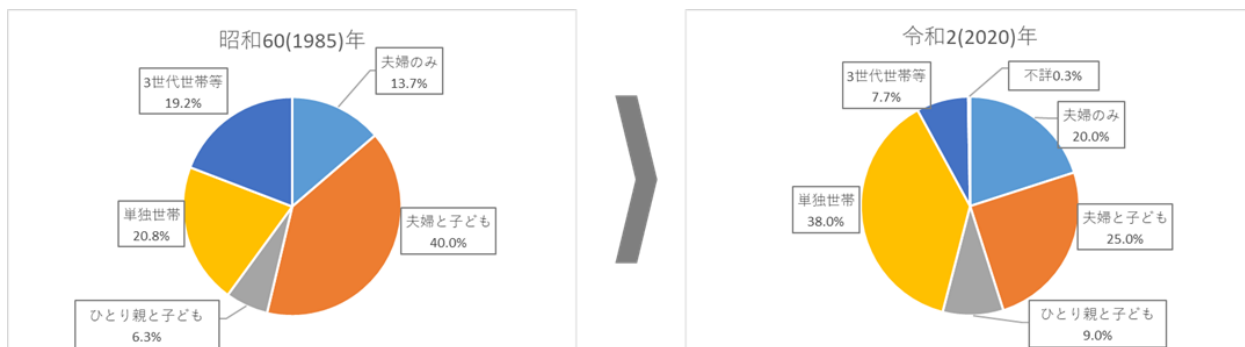 昭和60(1985)年
夫婦のみ
13.7%
3世代世帯等
19.2%
単独世帯
20.8%
夫婦と子ども
40.0%
ひとり親と子ども
6.3%
令和2(2020)年
不詳0.3%
3世代世帯等
7.7%
夫婦のみ
20.0%
単独世帯
38.0%
夫婦と子ども
25.0%
ひとり親と子ども
9.0%